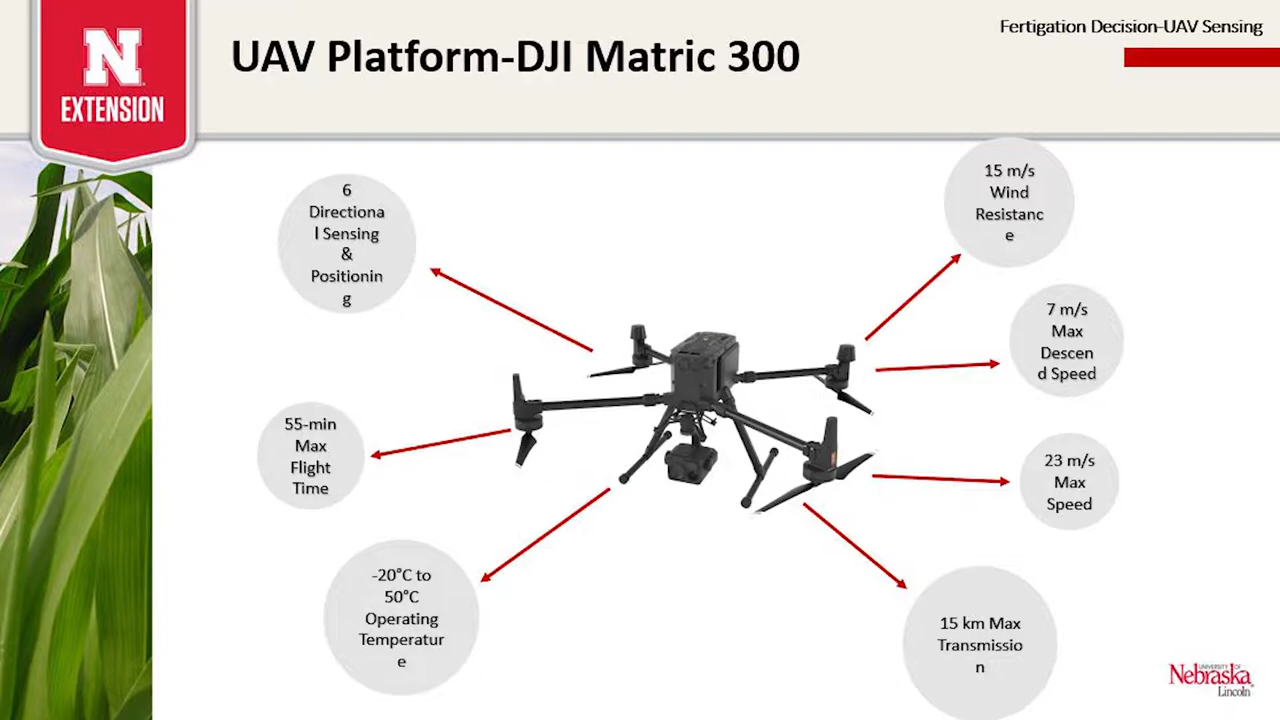 Fertigation Decision-UAV Sensing
UAV Platform-DJI Matric 300
N
EXTENSION
6
Directiona
l Sensing
&
Positionin
g
15 m/s
Wind
Resistanc
e
7 m/s
Max
Descen
d Speed
55-min
Max
Flight
Time
23 m/s
Max
Speed
-20°C to
50°C
Operating
Temperatur
e
15 km Max
Transmissio
n
UNIVERSITY OF
Nebraska
Lincoln